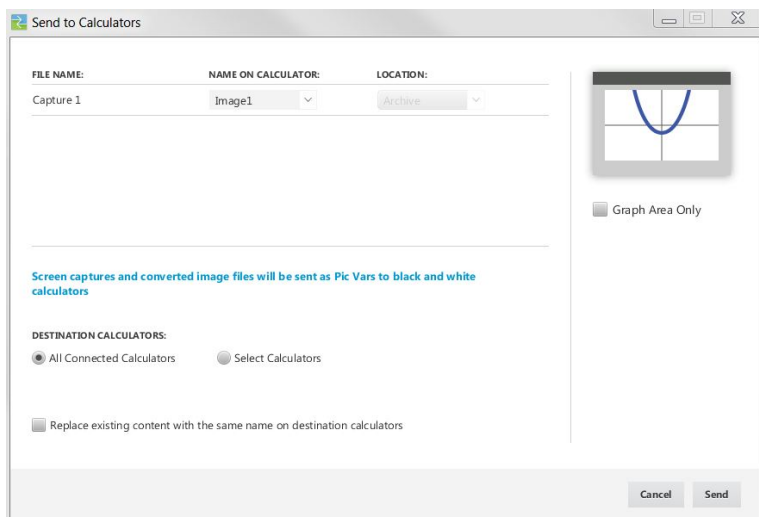 Send to Calculators
FILE NAME: NAME ON CALCULATOR: LOCATION:
Capture 1 Image1 Archive
Graph Area Only
Screen captures and converted image files will be sent as Pic Vars to black and white
calculators
DESTINATION CALCULATORS:
All Connected Calculators Select Calculators
Replace existing content with the same name on destination calculators
Cancel Send